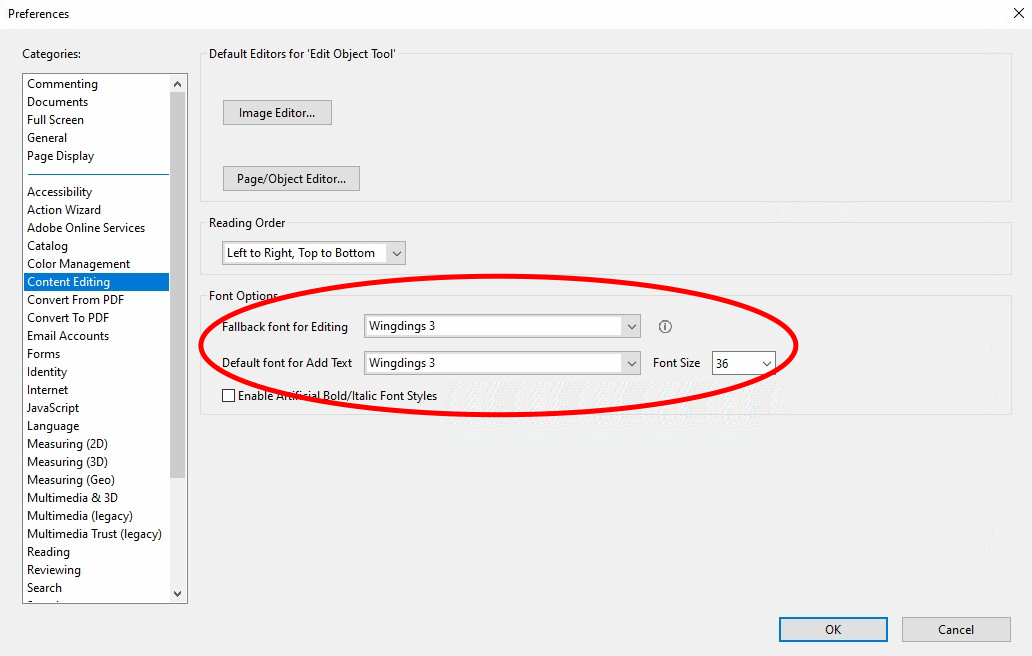 Preferences
Categories:
Commenting
Documents
Full Screen
General
Page Display
Accessibility
Action Wizard
Adobe Online Services
Catalog
Color Management
Content Editing
Convert From PDF
Convert To PDF
Email Accounts
Forms
Identity
Internet
JavaScript
Language
Measuring (2D)
Measuring (3D)
Measuring (Geo)
Multimedia & 3D
Multimedia (legacy)
Multimedia Trust (legacy)
Reading
Reviewing
Search
Default Editors for 'Edit Object Tool'
Image Editor...
Page/Object Editor...
Reading Order
Left to Right, Top to Bottom
Font Options
Fallback font for Editing Wingdings 3
Default font for Add Text Wingdings 3 Font Size 36
Enable Artificial Bold/Italic Font Styles
OK Cancel